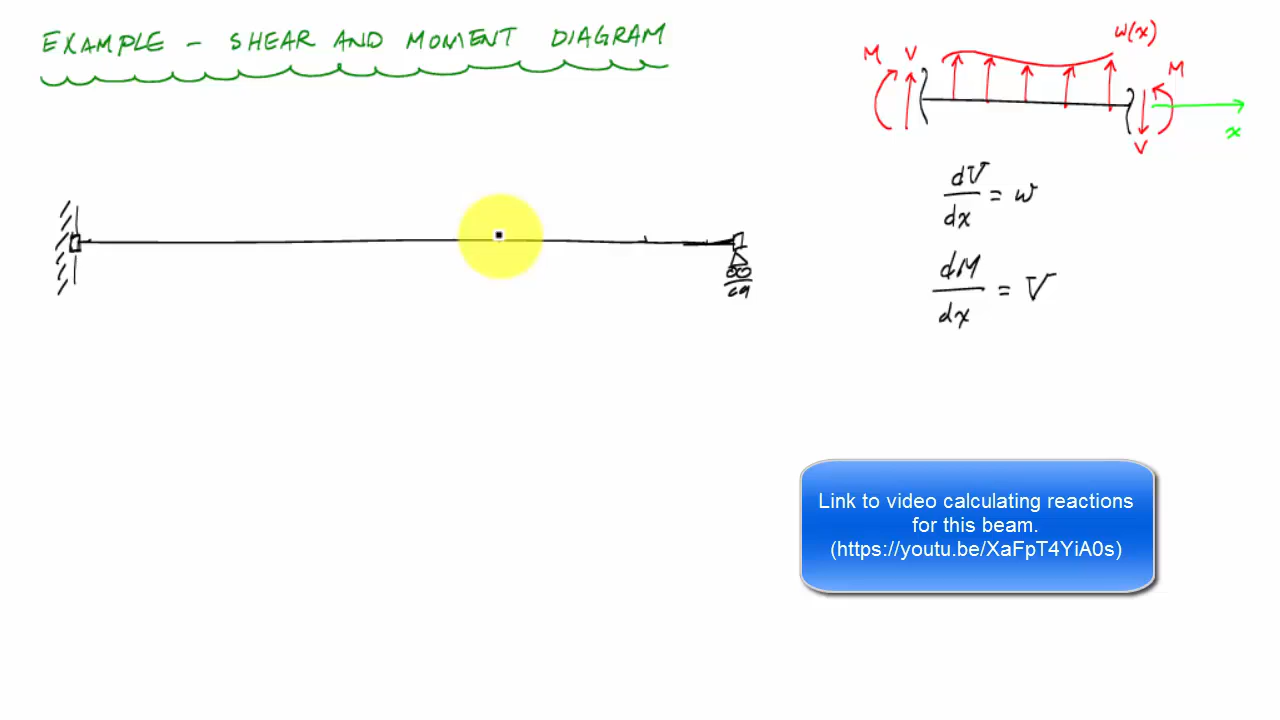 EXAMPLE - SHEAR AND MOMENT DIAGRAM
w(x)
M V
M
V
x
dV/dx = w
dM/dx = V
Link to video calculating reactions
for this beam.
(https://youtu.be/XaFpT4YiA0s)